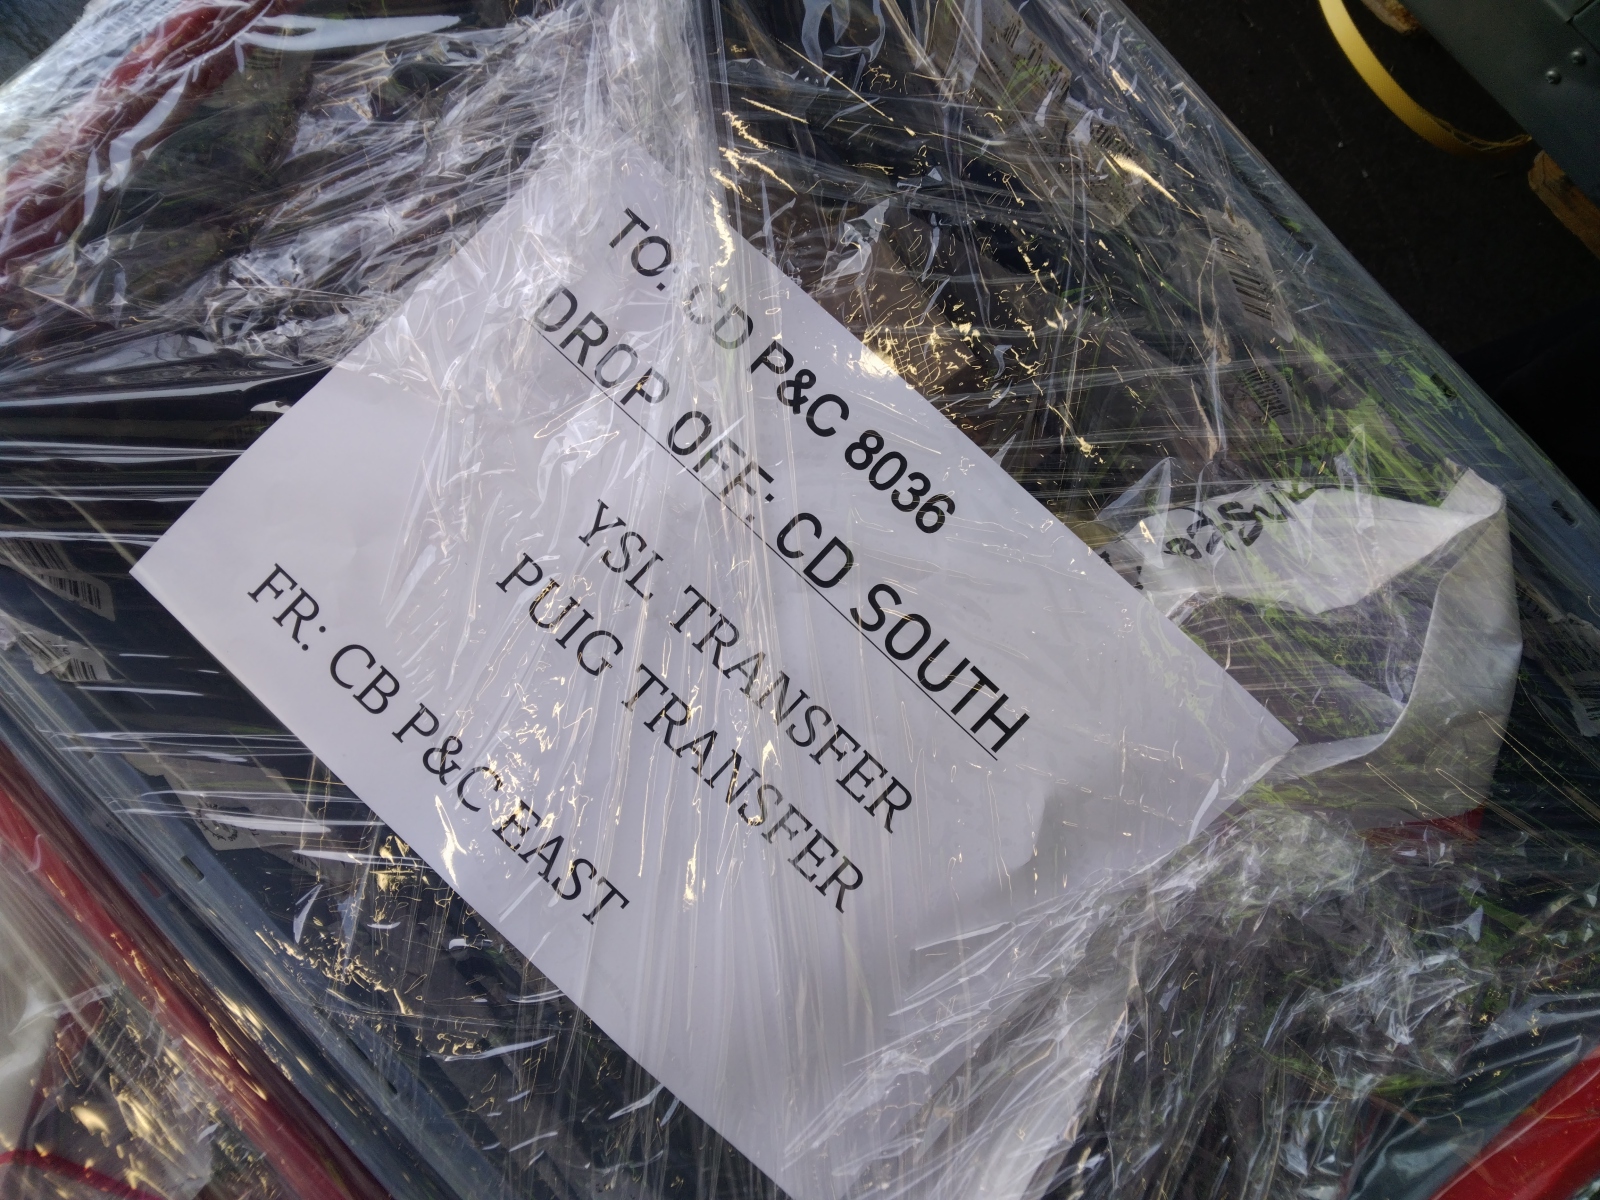 TO: CD P&C 8036
DROP OFF: CD SOUTH
YSL TRANSFER
PUIG TRANSFER
FR: CB P&C EAST